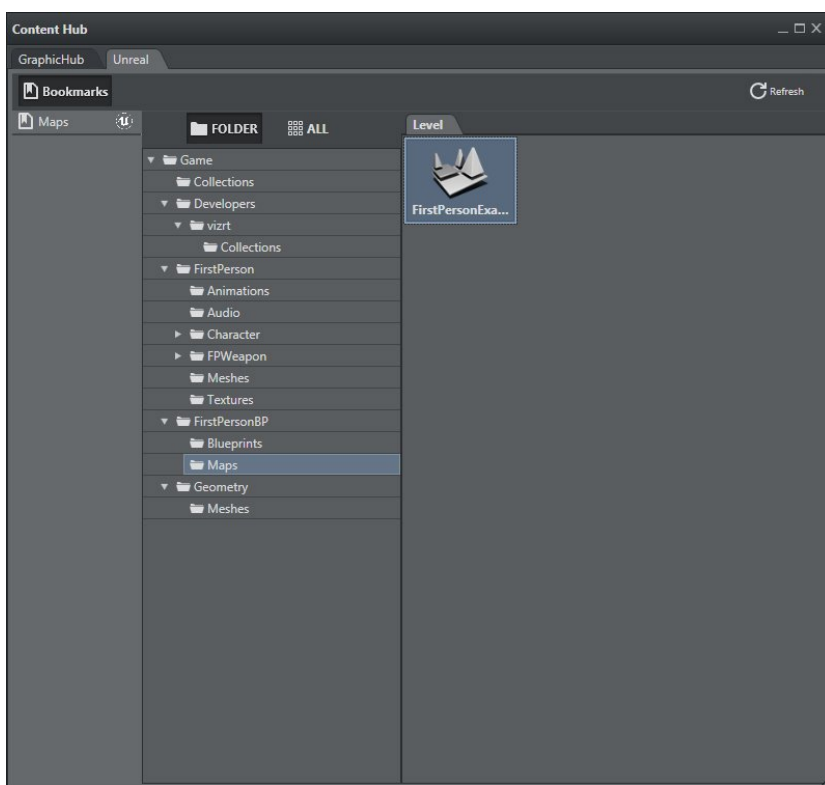 Content Hub
GraphicHub Unreal
Bookmarks Refresh
Maps
FOLDER ALL
Level
Game
Collections
Developers
vizrt
Collections
FirstPerson
Animations
Audio
Character
FPWeapon
Meshes
Textures
FirstPersonBP
Blueprints
Maps
Geometry
Meshes
FirstPersonExa...